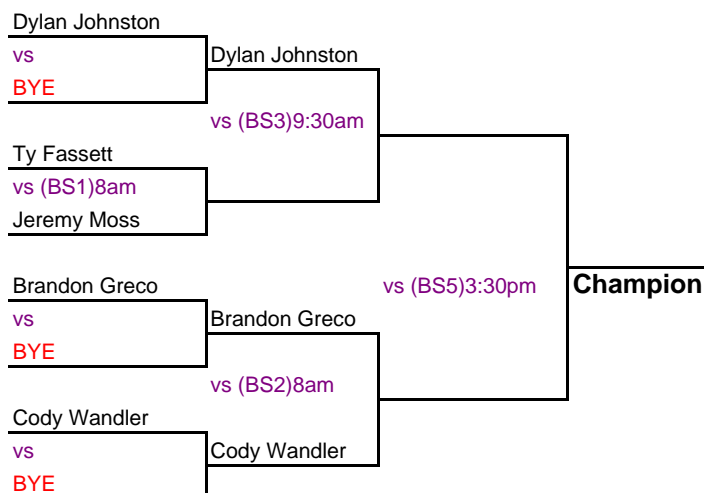 Dylan Johnston
vs
Dylan Johnston
BYE
vs (BS3)9:30am
Ty Fassett
vs (BS1)8am
Jeremy Moss
Brandon Greco
vs (BS5)3:30pm
Champion
vs
Brandon Greco
BYE
vs (BS2)8am
Cody Wandler
vs
Cody Wandler
BYE